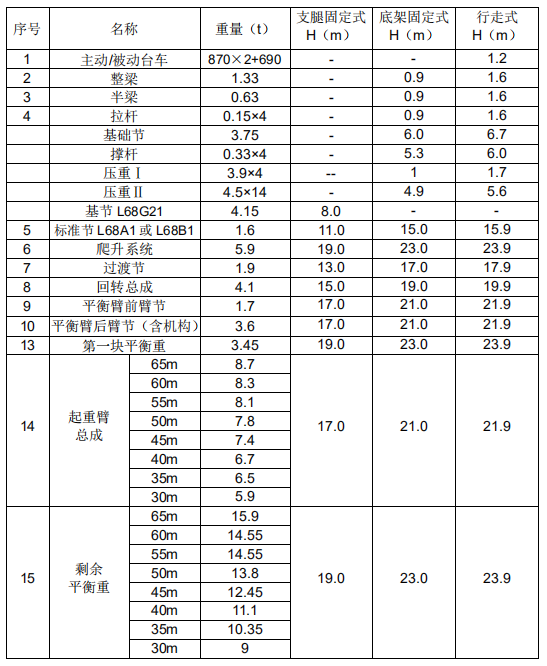 序号 名称 重量（t） 支腿固定式 H（m） 底架固定式 H（m） 行走式 H（m）
1 主动/被动台车 870×2+690 - - 1.2
2 整梁 1.33 - 0.9 1.6
3 半梁 0.63 - 0.9 1.6
4 拉杆 0.15×4 - 0.9 1.6
基础节 3.75 - 6.0 6.7
撑杆 0.33×4 - 5.3 6.0
压重Ⅰ 3.9×4 -- 1 1.7
压重Ⅱ 4.5×14 - 4.9 5.6
基节 L68G21 4.15 8.0 - -
5 标准节 L68A1 或 L68B1 1.6 11.0 15.0 15.9
6 爬升系统 5.9 19.0 23.0 23.9
7 过渡节 1.9 13.0 17.0 17.9
8 回转总成 4.1 15.0 19.0 19.9
9 平衡臂前臂节 1.7 17.0 21.0 21.9
10 平衡臂后臂节（含机构） 3.6 17.0 21.0 21.9
13 第一块平衡重 3.45 19.0 23.0 23.9
14 起重臂总成 17.0 21.0 21.9
65m 8.7
60m 8.3
55m 8.1
50m 7.8
45m 7.4
40m 6.7
35m 6.5
30m 5.9
15 剩余平衡重 19.0 23.0 23.9
65m 15.9
60m 14.55
55m 14.55
50m 13.8
45m 12.45
40m 11.1
35m 10.35
30m 9